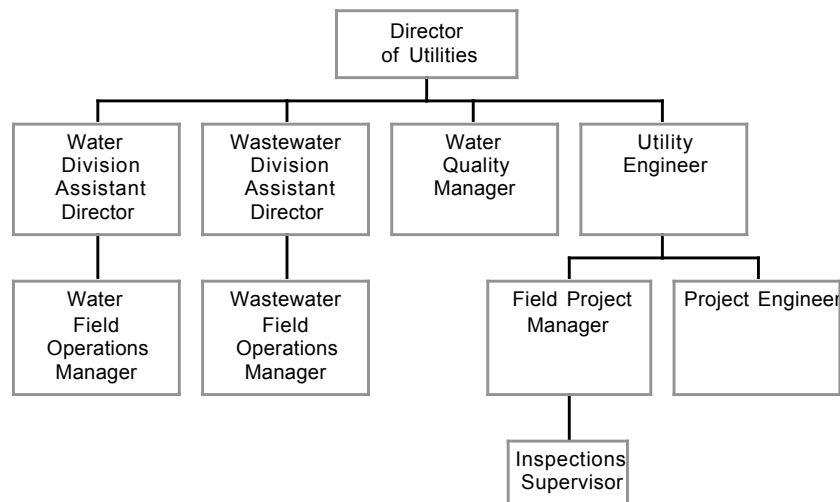 Director
of Utilities
Water
Division
Assistant
Director
Wastewater
Division
Assistant
Director
Water
Quality
Manager
Utility
Engineer
Water
Field
Operations
Manager
Wastewater
Field
Operations
Manager
Field Project
Manager
Project Engineer
Inspections
Supervisor